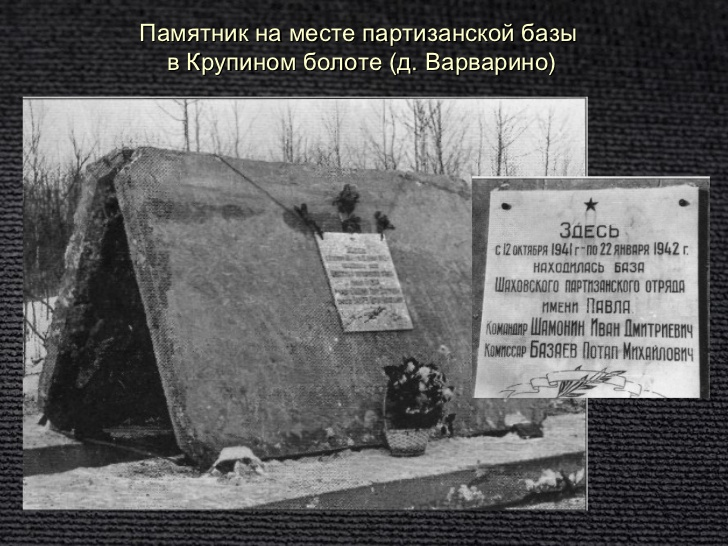 Памятник на месте партизанской базы
в Крупином болоте (д. Варварино)
Здесь
с 12 октября 1941 г-по 22 января 1942 г.
находилась база
Шаховского партизанского отряда
имени Павла
Командир Шамонин Иван Дмитриевич
Комиссар Базаев Потап Михайлович